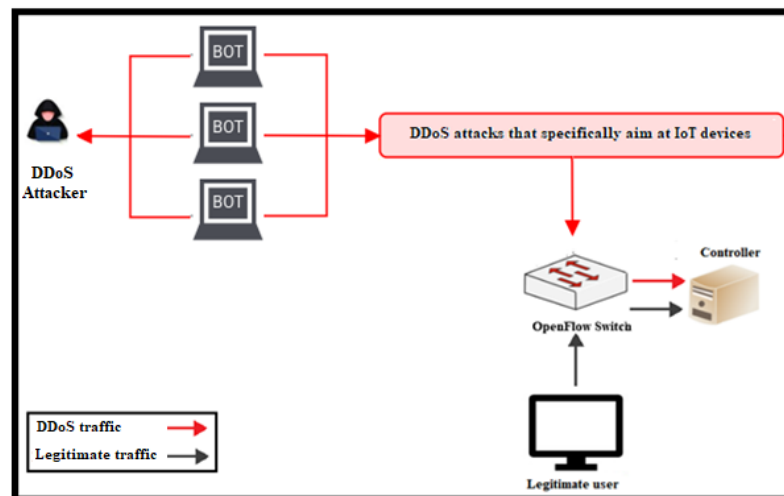 BOT
BOT
BOT
DDoS
Attacker
DDoS attacks that specifically aim at IoT devices
Controller
OpenFlow Switch
Legitimate user
DDoS traffic
Legitimate traffic